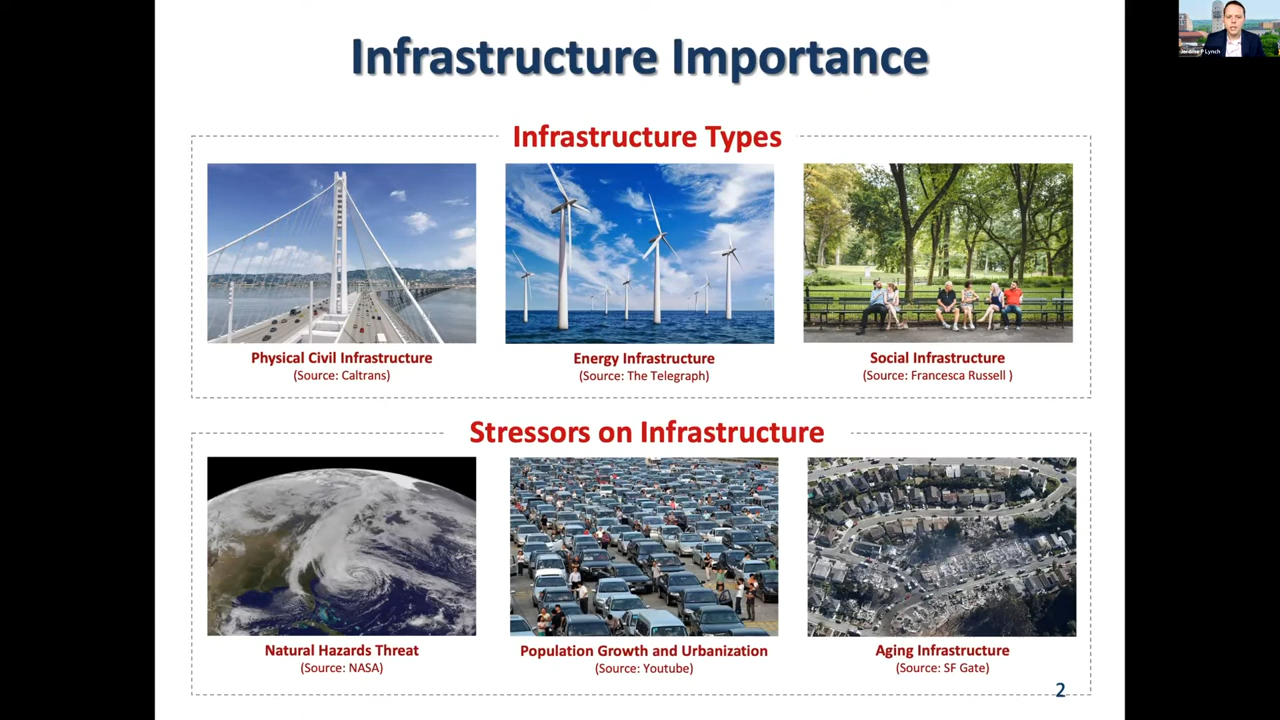 Infrastructure Importance
Jerome P Lynch
Infrastructure Types
Physical Civil Infrastructure
(Source: Caltrans)
Energy Infrastructure
(Source: The Telegraph)
Social Infrastructure
(Source: Francesca Russell )
Stressors on Infrastructure
Natural Hazards Threat
(Source: NASA)
Population Growth and Urbanization
(Source: Youtube)
Aging Infrastructure
(Source: SF Gate)
2